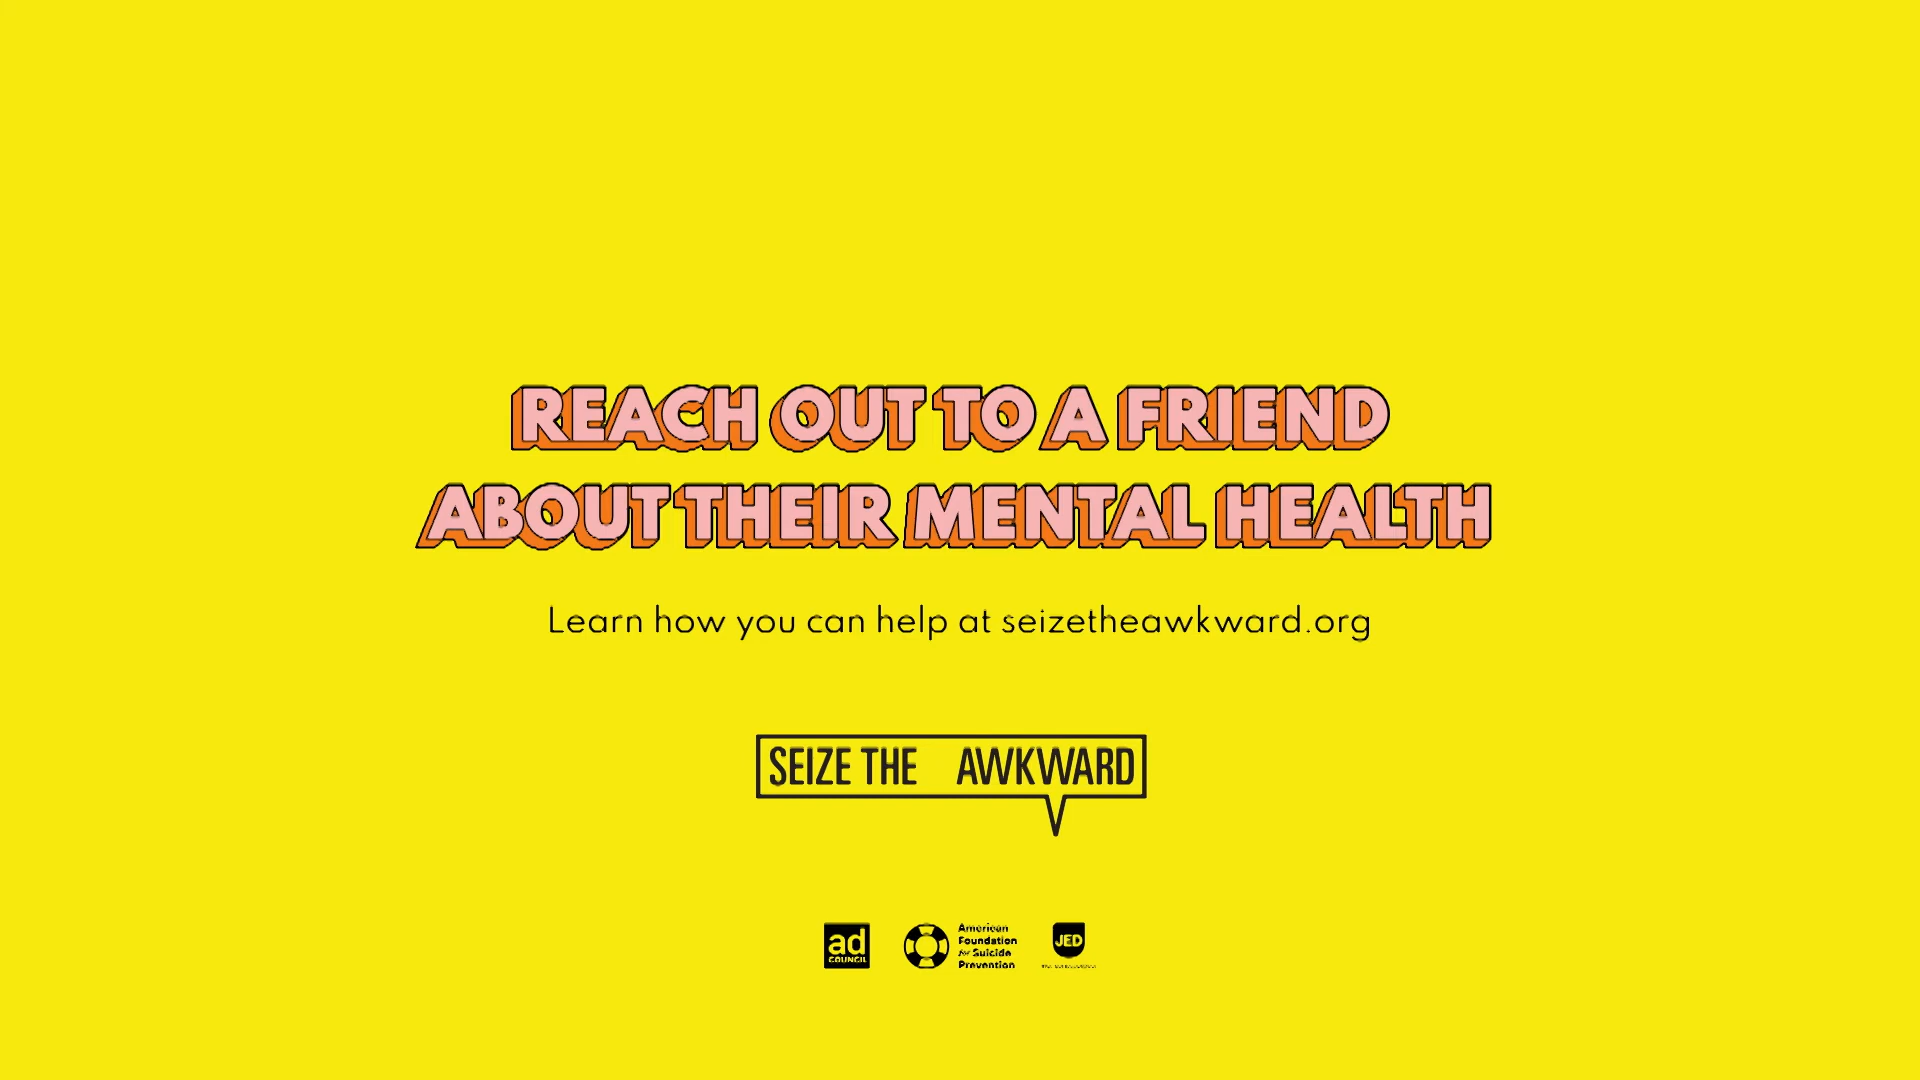 REACH OUT TO A FRIEND
ABOUT THEIR MENTAL HEALTH
Learn how you can help at seizetheawkward.org
SEIZE THE AWKWARD
ad
COUNCIL
American
Foundation
for Suicide
Prevention
JED